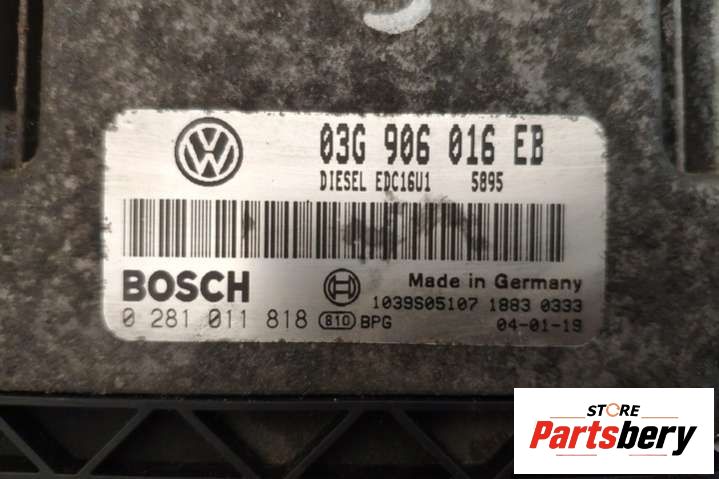 03G 906 016 EB
DIESEL EDC16U1 5895
BOSCH
Made in Germany
1039S05107 1883 0333
0 281 011 818 810 BPG
04-01-19
STORE
Partsbery